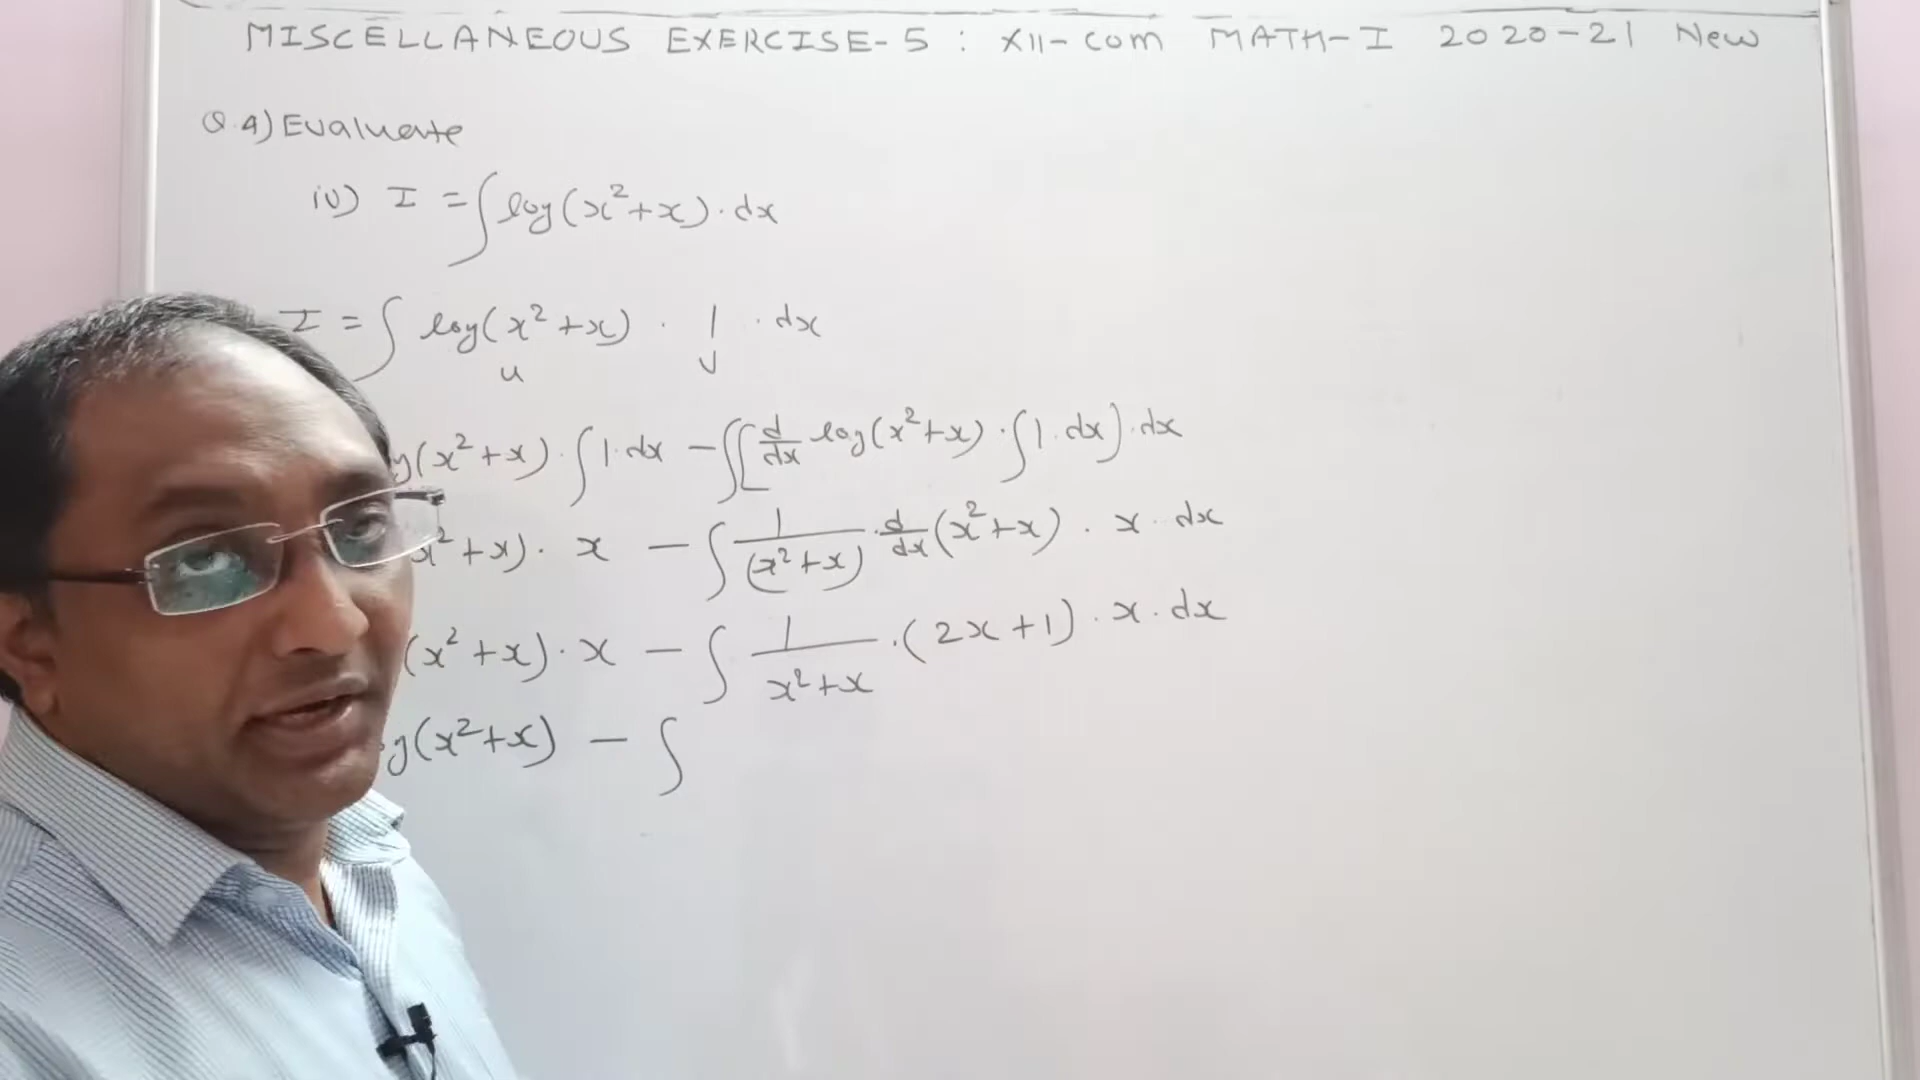 MISCELLANEOUS EXERCISE-5 : XII-com MATH-I 2020-21 New
Q.4) Evaluate
iv) I = ∫ log(x²+x)·dx
I = ∫ log(x²+x) · 1 · dx
u v
g(x²+x)·∫1·dx − ∫[d/dx log(x²+x)·∫1.dx]·dx
x²+x)· x − ∫ 1/(x²+x) · d/dx (x²+x) · x · dx
(x²+x)·x − ∫ 1/x²+x ·(2x+1)·x·dx
g(x²+x) − ∫